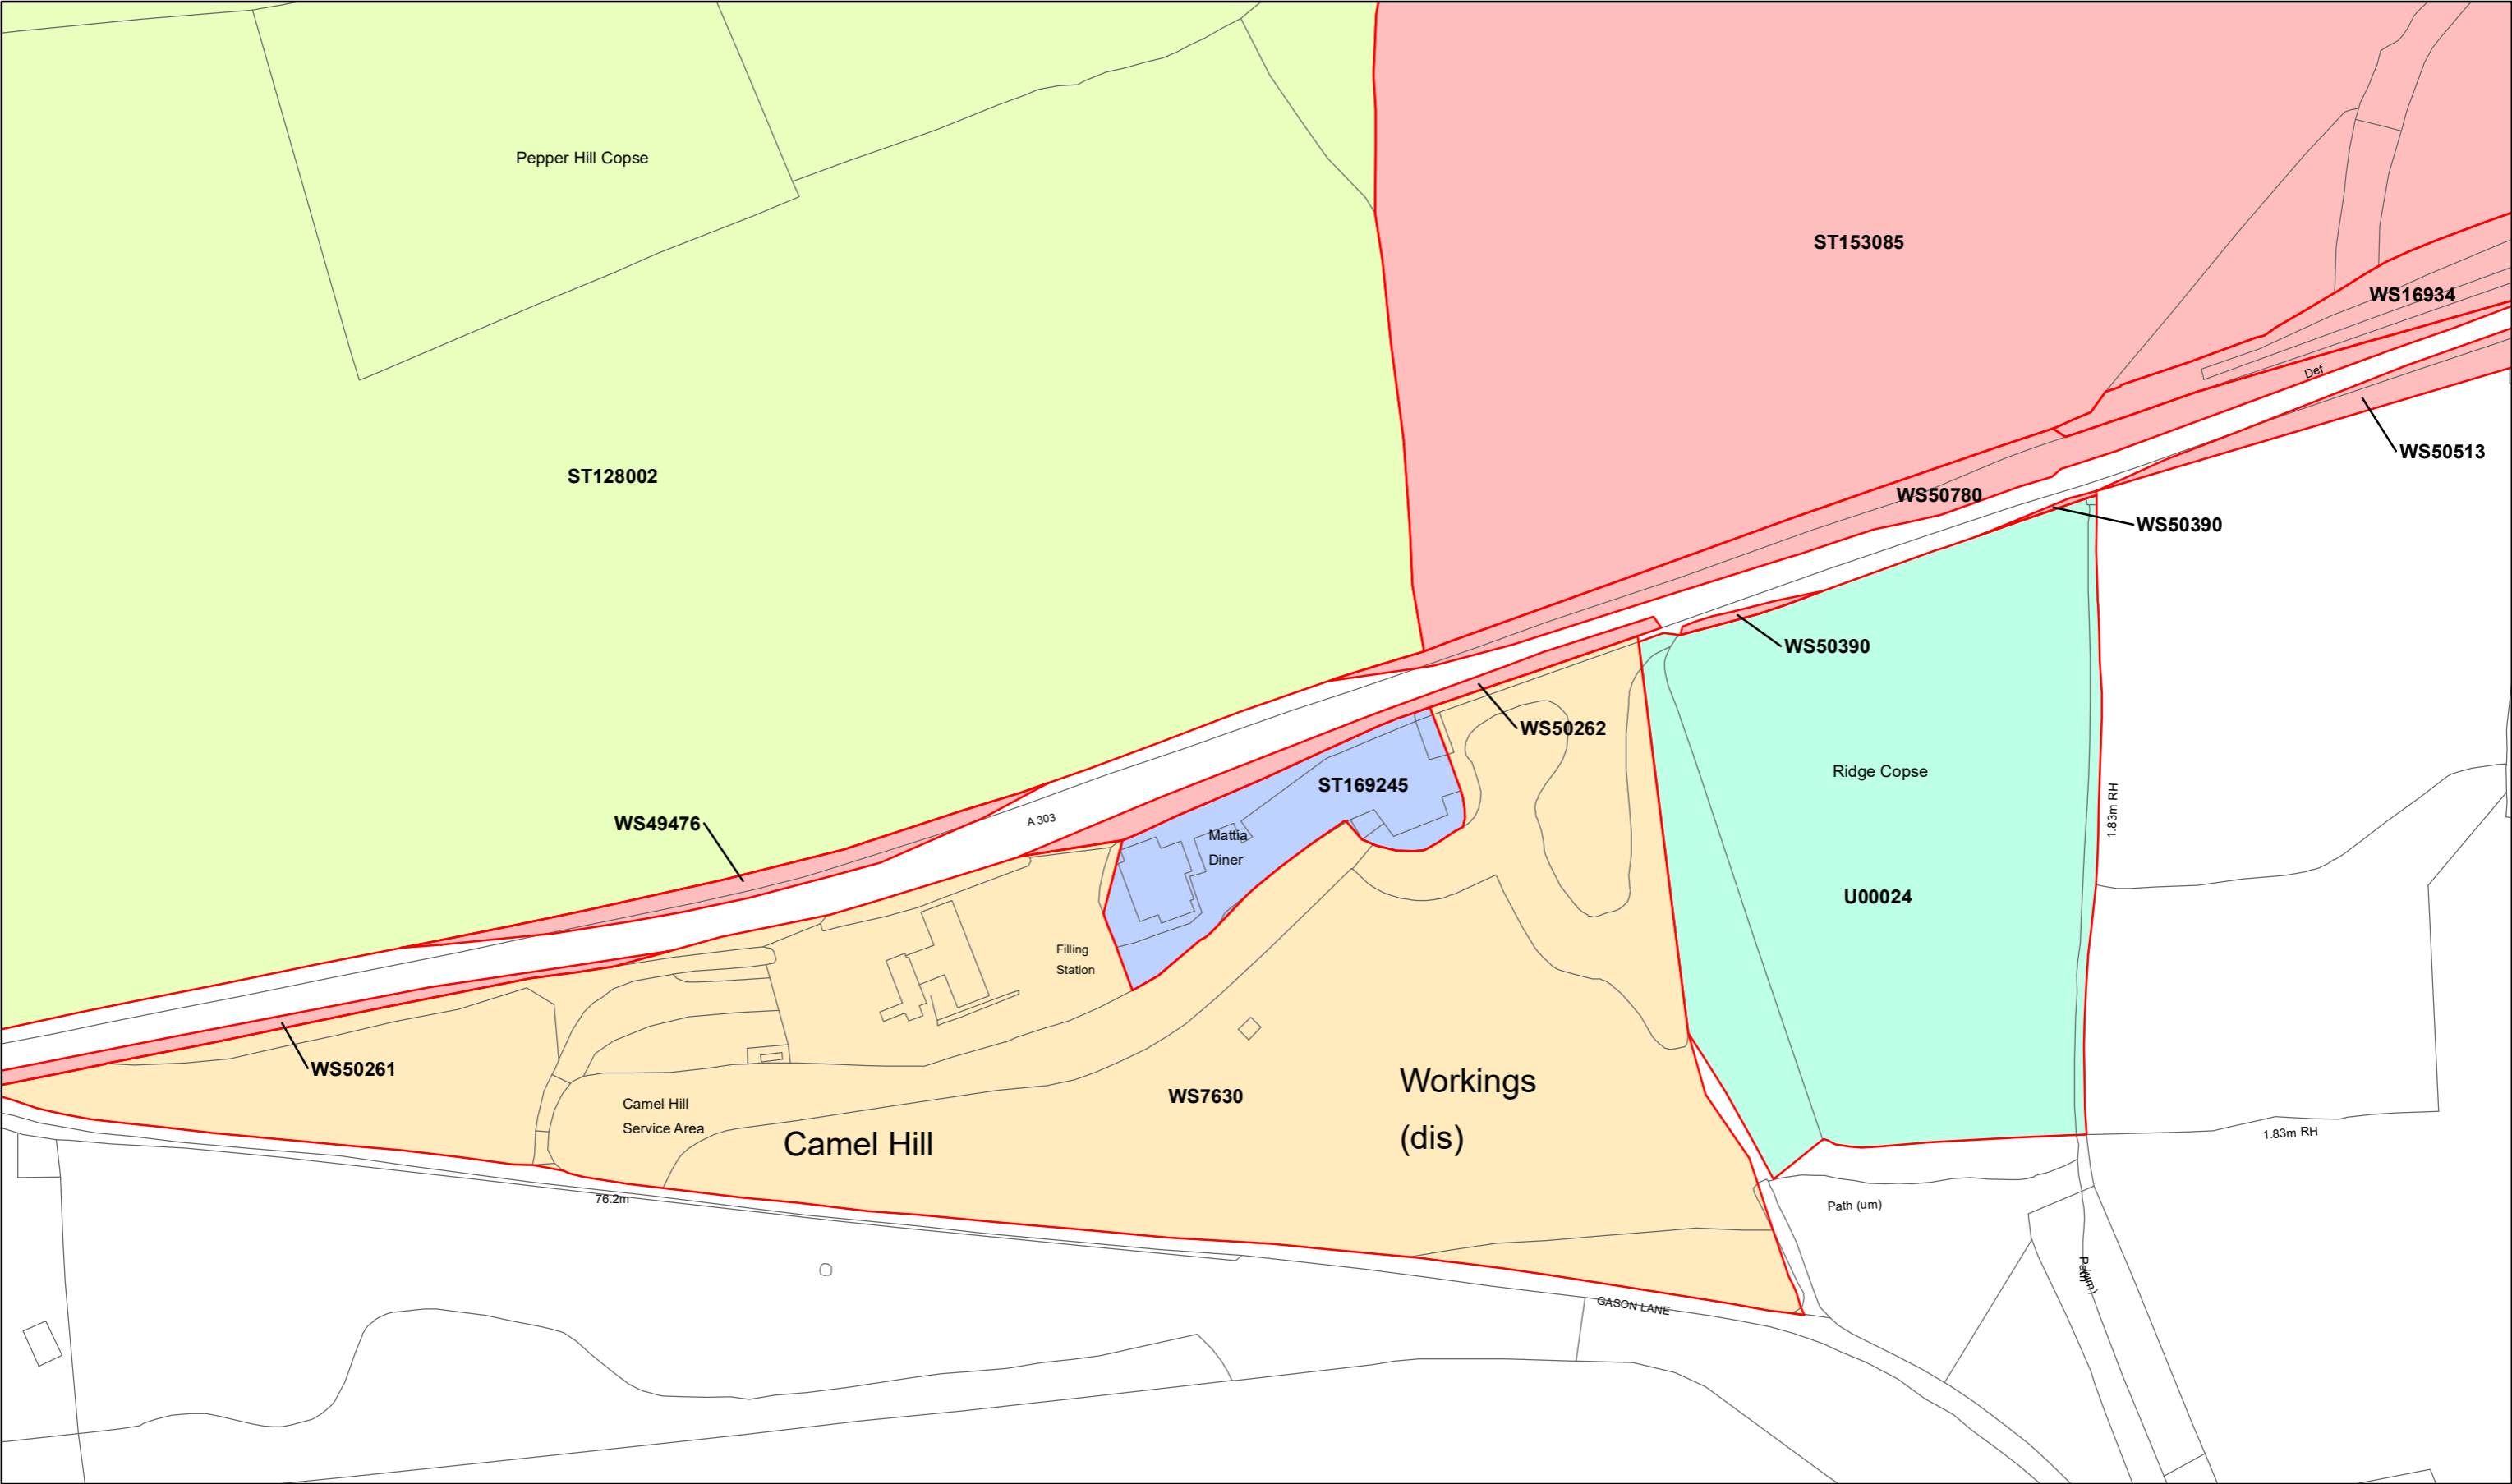 Pepper Hill Copse
ST153085
WS16934
Def
WS50513
ST128002
WS50780
WS50390
WS50390
WS50262
Ridge Copse
ST169245
1.83m RH
A 303
WS49476
Mattia
Diner
U00024
Filling
Station
WS50261
WS7630
Workings
(dis)
Camel Hill
Service Area
Camel Hill
1.83m RH
76.2m
Path (um)
Path
(um)
GASON LANE